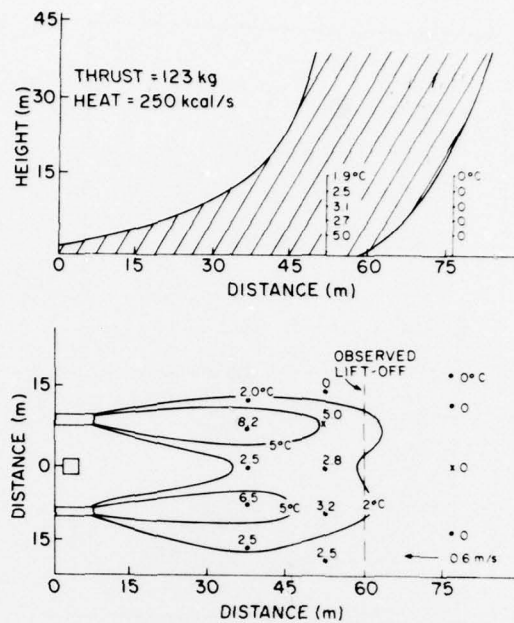 45
THRUST = 123 kg
HEAT = 250 kcal/s
30
HEIGHT (m)
15
1.9°C
2.5
3.1
2.7
5.0
0°C
0
0
0
0
0 15 30 45 60 75
DISTANCE (m)
OBSERVED
LIFT-OFF
15
2.0°C
0
0°C
8.2
5.0
0
5°C
DISTANCE (m)
0
2.5
2.8
0
6.5
5°C
3.2
2°C
15
2.5
2.5
0
0.6 m/s
0 15 30 45 60 75
DISTANCE (m)